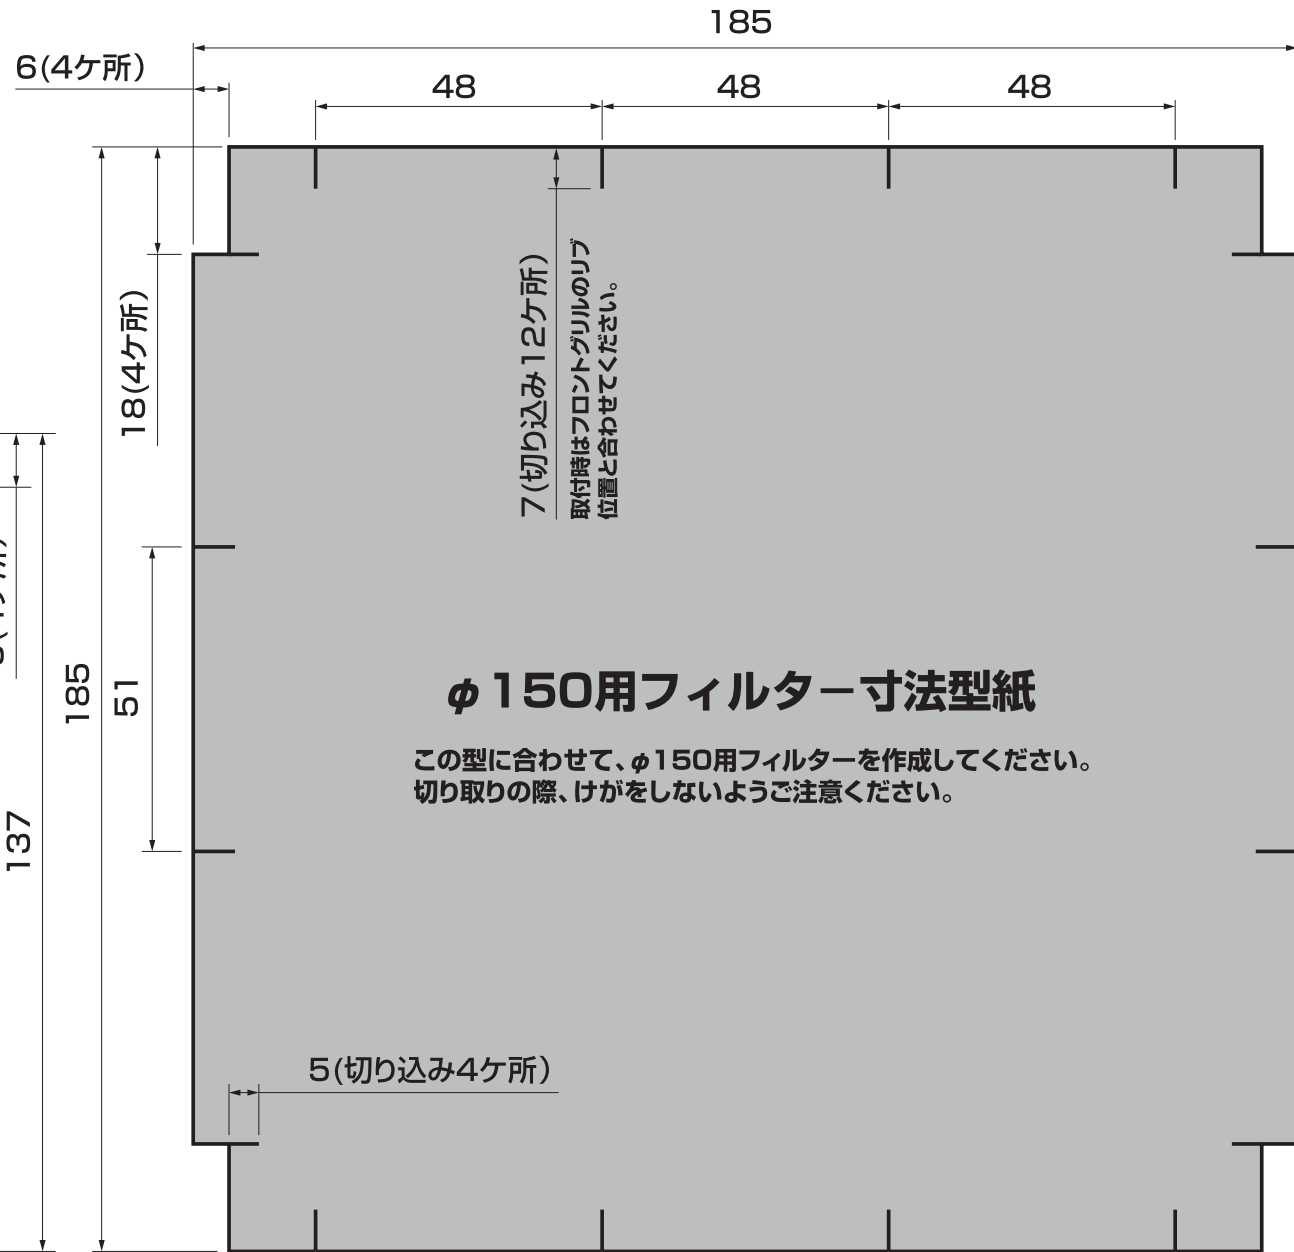 185
6(4ケ所)
48
48
48
18(4ケ所)
7(切り込み12ケ所)
取付時はフロントグリルのリブ
位置と合わせてください。
185
51
137
φ150用フィルター寸法型紙
この型に合わせて、φ150用フィルターを作成してください。
切り取りの際、けがをしないようご注意ください。
5(切り込み4ケ所)